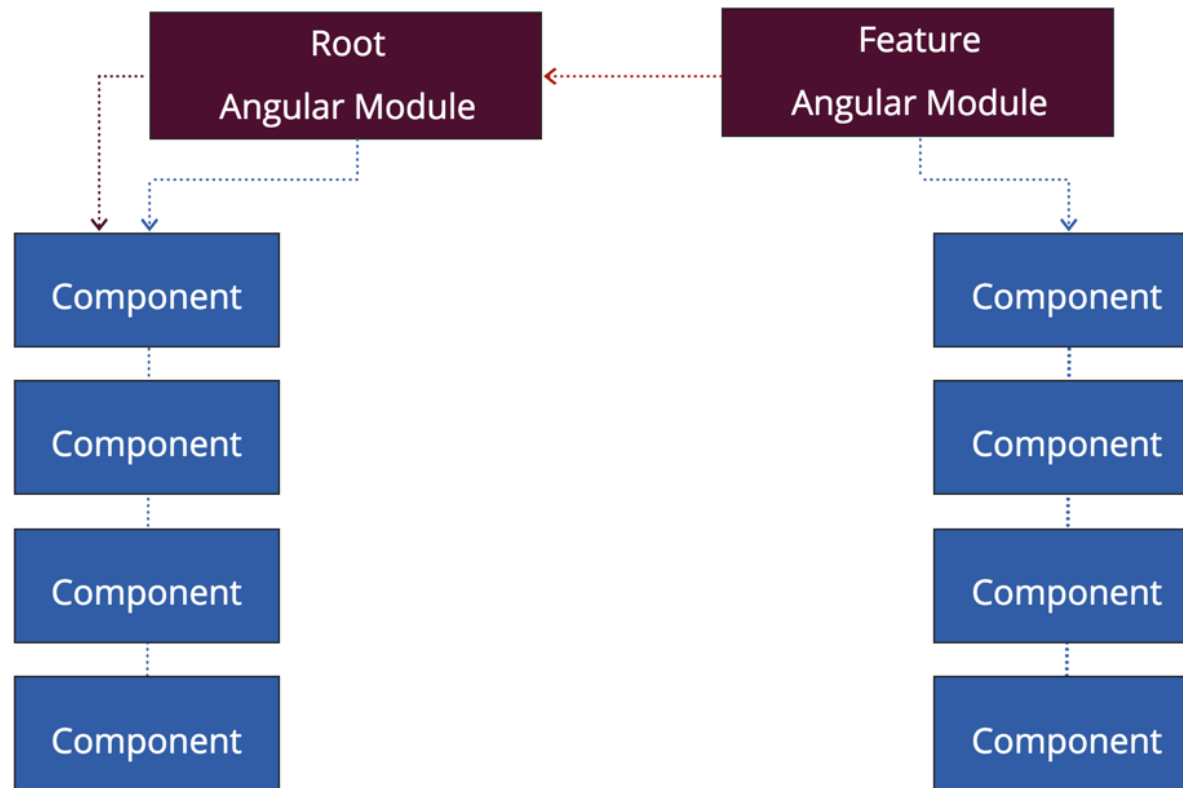 Root
Angular Module
Feature
Angular Module
Component
Component
Component
Component
Component
Component
Component
Component